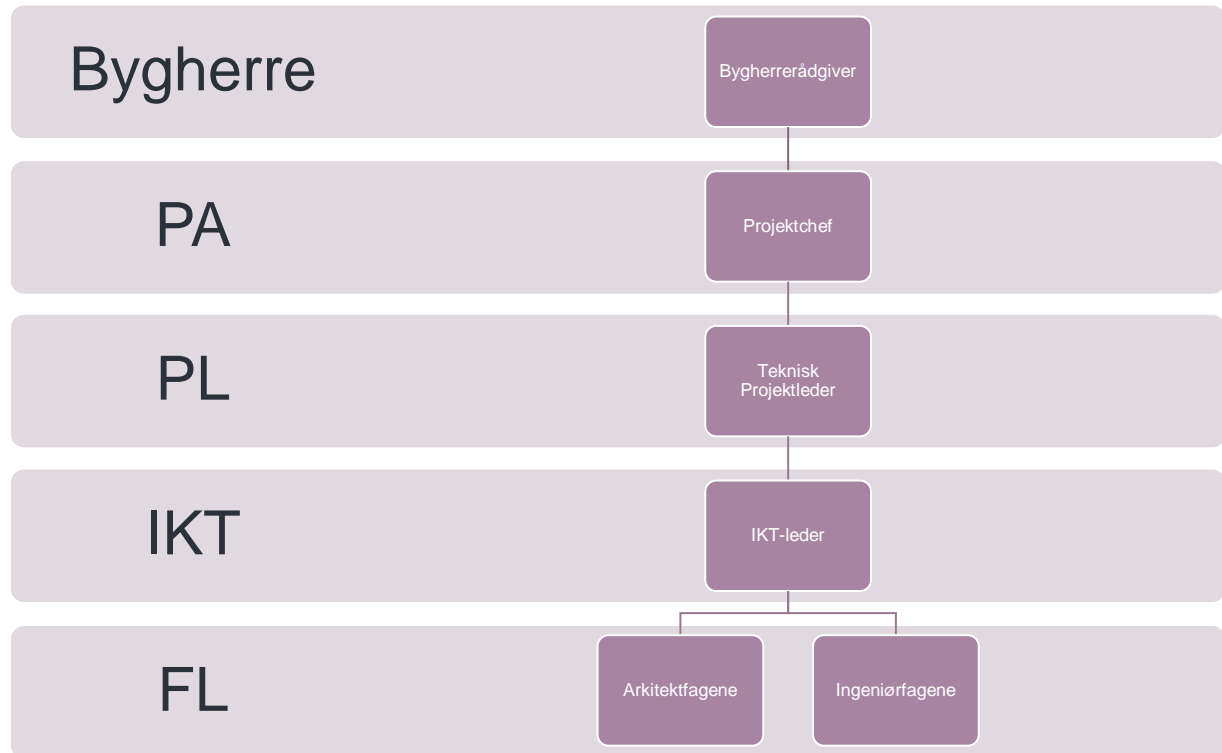 Bygherre
Bygherrerådgiver
PA
Projektchef
PL
Teknisk
Projektleder
IKT
IKT-leder
FL
Arkitektfagene
Ingeniørfagene